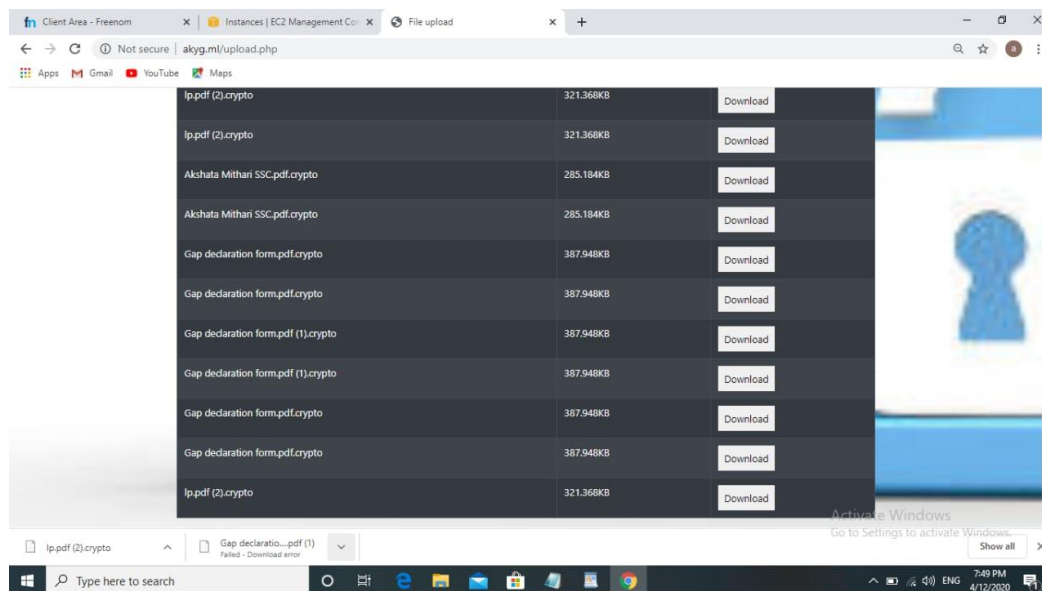 Client Area - Freenom
Instances | EC2 Management Con
File upload
Not secure | akyg.ml/upload.php
a
Apps
Gmail
YouTube
Maps
lp.pdf (2).crypto 321.368KB Download
lp.pdf (2).crypto 321.368KB Download
Akshata Mithari SSC.pdf.crypto 285.184KB Download
Akshata Mithari SSC.pdf.crypto 285.184KB Download
Gap declaration form.pdf.crypto 387.948KB Download
Gap declaration form.pdf.crypto 387.948KB Download
Gap declaration form.pdf (1).crypto 387.948KB Download
Gap declaration form.pdf (1).crypto 387.948KB Download
Gap declaration form.pdf.crypto 387.948KB Download
Gap declaration form.pdf.crypto 387.948KB Download
lp.pdf (2).crypto 321.368KB Download
Activate Windows
Go to Settings to activate Windows.
lp.pdf (2).crypto
Gap declaratio....pdf (1)
Failed - Download error
Show all
Type here to search
ENG
7:49 PM
4/12/2020